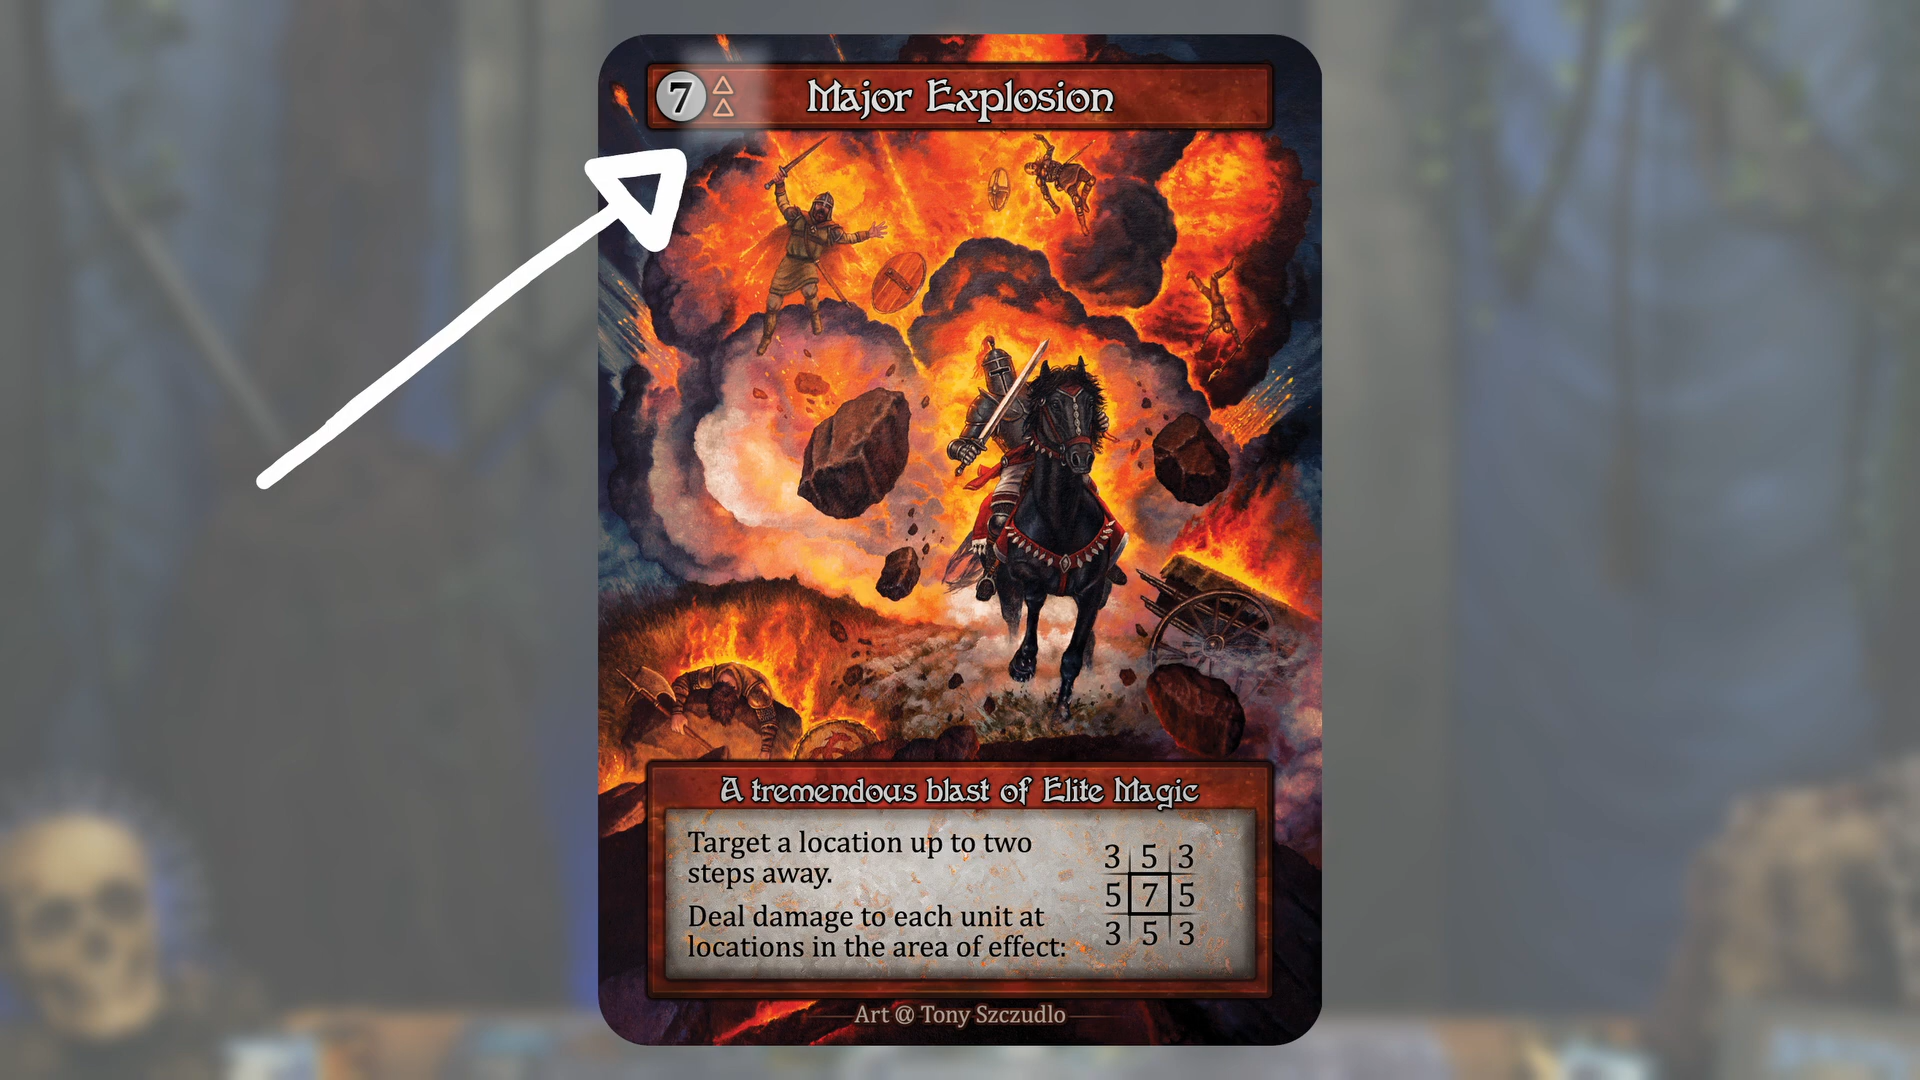 7 Major Explosion
A tremendous blast of Elite Magic
Target a location up to two
steps away.
Deal damage to each unit at
locations in the area of effect:
3 5 3
5 7 5
3 5 3
Art @ Tony Szczudlo